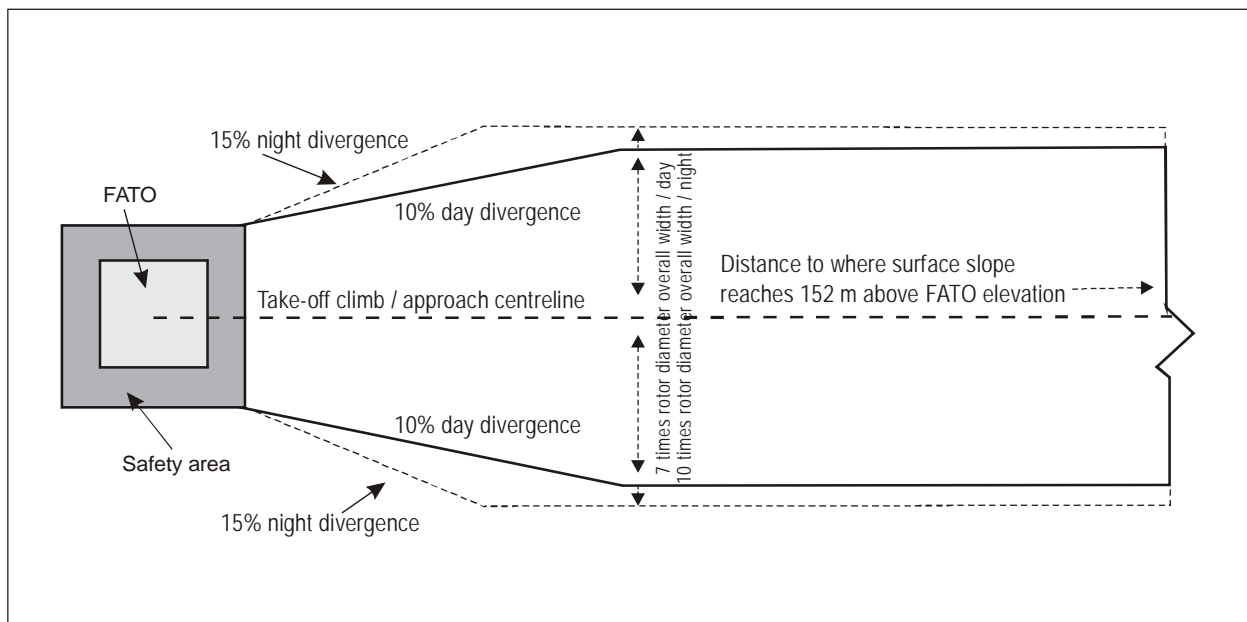 15% night divergence
FATO
10% day divergence
7 times rotor diameter overall width / day
10 times rotor diameter overall width / night
Distance to where surface slope
reaches 152 m above FATO elevation
Take-off climb / approach centreline
10% day divergence
Safety area
15% night divergence